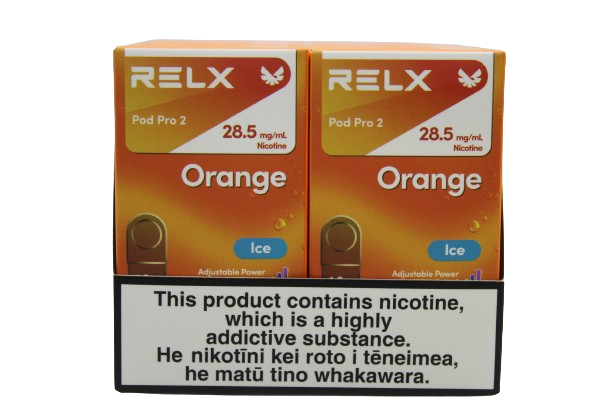 RELX
Pod Pro 2
28.5 mg/mL
Nicotine
Orange
Ice
Adjustable Power
RELX
Pod Pro 2
28.5 mg/mL
Nicotine
Orange
Ice
Adjustable Power
This product contains nicotine,
which is a highly
addictive substance.
He nikotīni kei roto i tēneimea,
he matū tino whakawara.